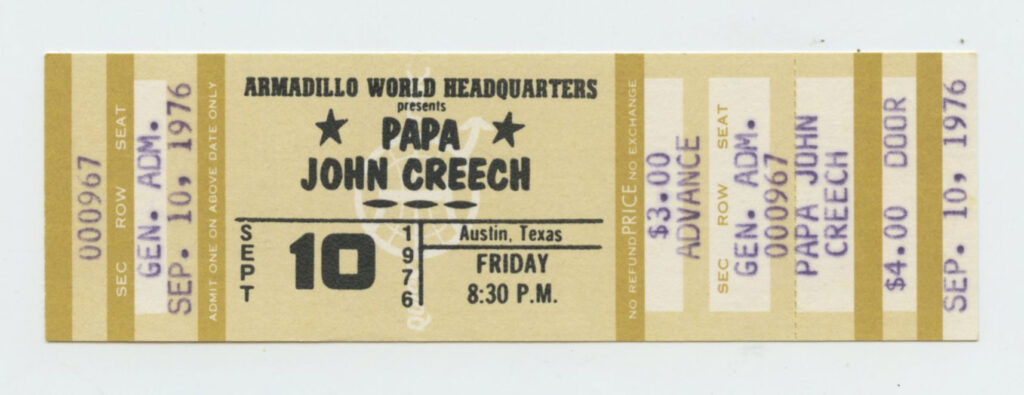 000967
SEC ROW SEAT
GEN. ADM.
SEP. 10, 1976
ADMIT ONE ON ABOVE DATE ONLY
ARMADILLO WORLD HEADQUARTERS
presents
PAPA
JOHN CREECH
SEPT 10 1976
Austin, Texas
FRIDAY
8:30 P.M.
NO REFUND PRICE NO EXCHANGE
$3.00
ADVANCE
SEC ROW SEAT
GEN. ADM.
000967
PAPA JOHN
CREECH
$4.00 DOOR
SEP. 10, 1976